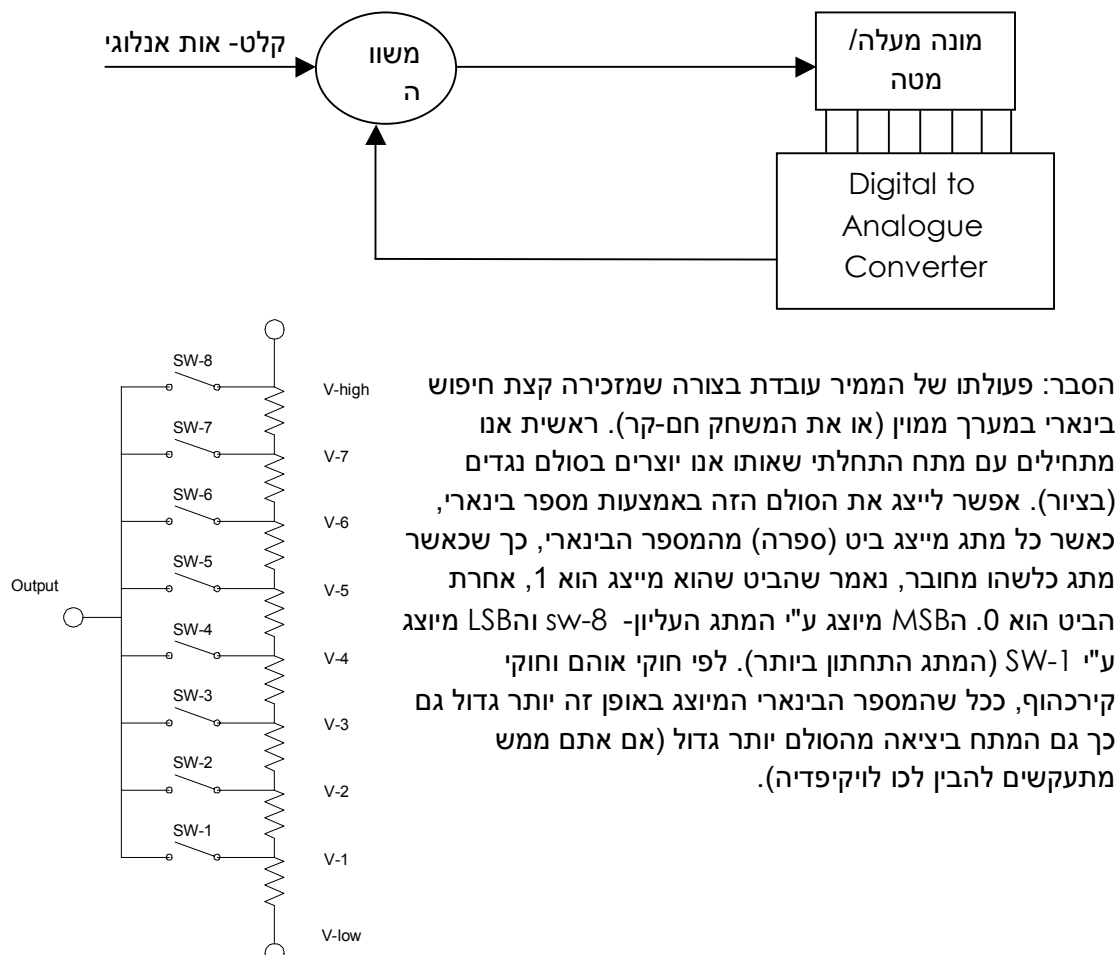 קלט- אות אנלוגי
משוו
ה
מונה מעלה/
מטה
Digital to
Analogue
Converter
SW-8
V-high
SW-7
V-7
SW-6
V-6
SW-5
V-5
Output
SW-4
V-4
SW-3
V-3
SW-2
V-2
SW-1
V-1
V-low
הסבר: פעולתו של הממיר עובדת בצורה שמזכירה קצת חיפוש
בינארי במערך ממוין (או את המשחק חם-קר). ראשית אנו
מתחילים עם מתח התחלתי שאותו אנו יוצרים בסולם נגדים
(בציור). אפשר לייצג את הסולם הזה באמצעות מספר בינארי,
כאשר כל מתג מייצג ביט (ספרה) מהמספר הבינארי, כך שכאשר
מתג כלשהו מחובר, נאמר שהביט שהוא מייצג הוא 1, אחרת
הביט הוא 0. הMSB מיוצג ע"י המתג העליון- sw-8 והLSB מיוצג
ע"י SW-1 (המתג התחתון ביותר). לפי חוקי אוהם וחוקי
קירכהוף, ככל שהמספר הבינארי המיוצג באופן זה יותר גדול גם
כך גם המתח ביציאה מהסולם יותר גדול (אם אתם ממש
מתעקשים להבין לכו לויקיפדיה).